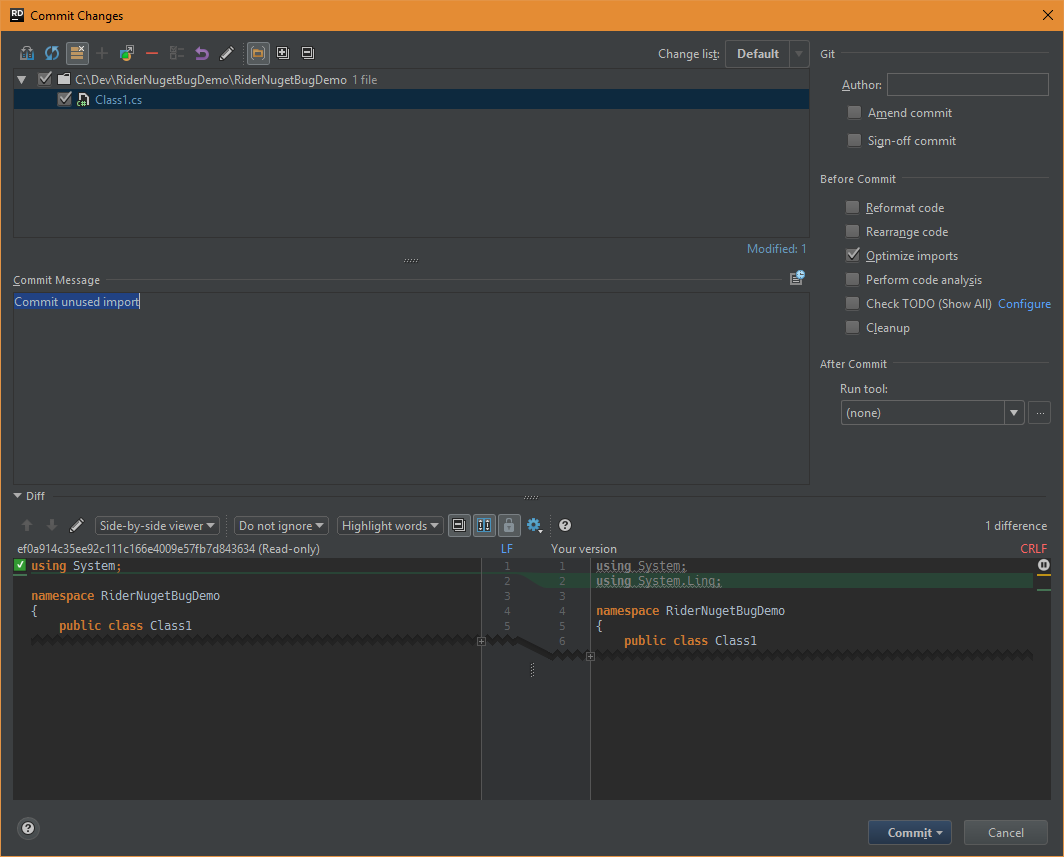 RD Commit Changes
Change list: Default
C:\Dev\RiderNugetBugDemo\RiderNugetBugDemo 1 file
C# Class1.cs
Modified: 1
Commit Message
Commit unused import
Git
Author:
Amend commit
Sign-off commit
Before Commit
Reformat code
Rearrange code
Optimize imports
Perform code analysis
Check TODO (Show All) Configure
Cleanup
After Commit
Run tool:
(none) ...
Diff
Side-by-side viewer Do not ignore Highlight words ? 1 difference
ef0a914c35ee92c111c166e4009e57fb7d843634 (Read-only) LF Your version CRLF
using System; 1 1 using System;
2 2 using System.Linq;
namespace RiderNugetBugDemo 3 3
{ 4 4 namespace RiderNugetBugDemo
public class Class1 5 5 {
6 public class Class1
? Commit Cancel